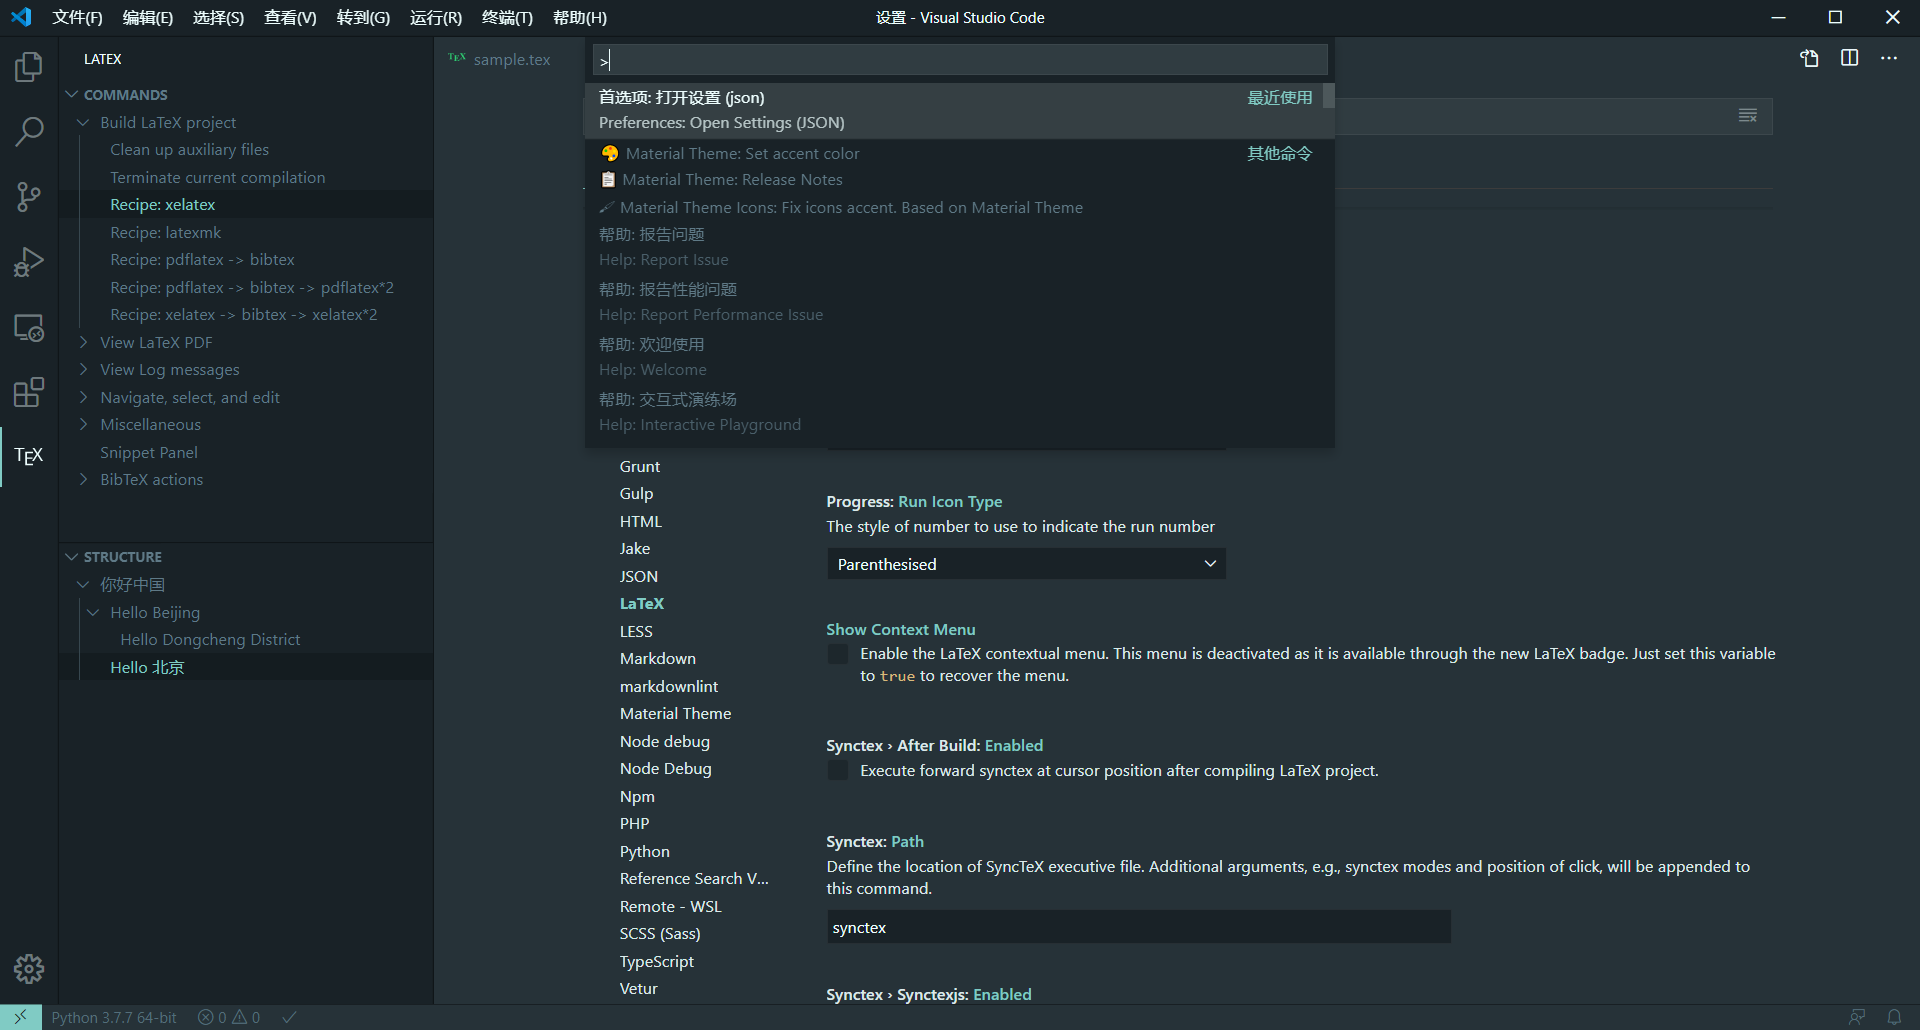 文件(F) 编辑(E) 选择(S) 查看(V) 转到(G) 运行(R) 终端(T) 帮助(H)
设置 - Visual Studio Code
LATEX
COMMANDS
Build LaTeX project
Clean up auxiliary files
Terminate current compilation
Recipe: xelatex
Recipe: latexmk
Recipe: pdflatex -> bibtex
Recipe: pdflatex -> bibtex -> pdflatex*2
Recipe: xelatex -> bibtex -> xelatex*2
View LaTeX PDF
View Log messages
Navigate, select, and edit
Miscellaneous
Snippet Panel
BibTeX actions
TEX
STRUCTURE
你好中国
Hello Beijing
Hello Dongcheng District
Hello 北京
TEX sample.tex
>
首选项: 打开设置 (json) 最近使用
Preferences: Open Settings (JSON)
🎨 Material Theme: Set accent color 其他命令
📋 Material Theme: Release Notes
🖌 Material Theme Icons: Fix icons accent. Based on Material Theme
帮助: 报告问题
Help: Report Issue
帮助: 报告性能问题
Help: Report Performance Issue
帮助: 欢迎使用
Help: Welcome
帮助: 交互式演练场
Help: Interactive Playground
Grunt
Gulp
HTML
Jake
JSON
LaTeX
LESS
Markdown
markdownlint
Material Theme
Node debug
Node Debug
Npm
PHP
Python
Reference Search V...
Remote - WSL
SCSS (Sass)
TypeScript
Vetur
Progress: Run Icon Type
The style of number to use to indicate the run number
Parenthesised
Show Context Menu
Enable the LaTeX contextual menu. This menu is deactivated as it is available through the new LaTeX badge. Just set this variable
to true to recover the menu.
Synctex › After Build: Enabled
Execute forward synctex at cursor position after compiling LaTeX project.
Synctex: Path
Define the location of SyncTeX executive file. Additional arguments, e.g., synctex modes and position of click, will be appended to
this command.
synctex
Synctex › Synctexjs: Enabled
Python 3.7.7 64-bit 0 0